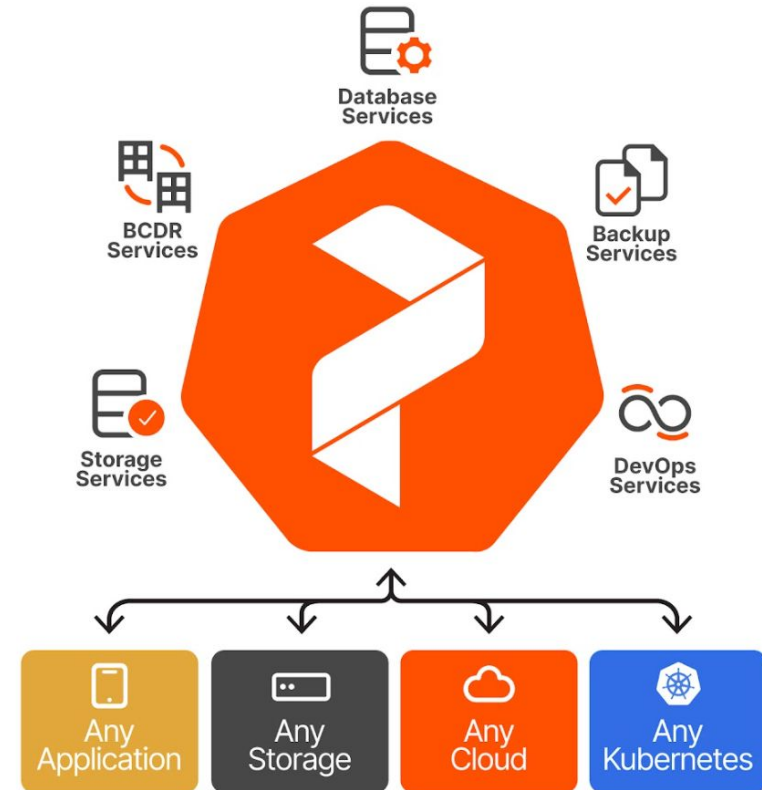 Database
Services
BCDR
Services
Backup
Services
Storage
Services
DevOps
Services
Any
Application
Any
Storage
Any
Cloud
Any
Kubernetes